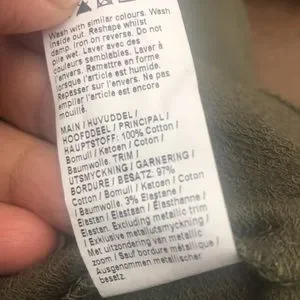 Wash with similar colours. Wash
inside out. Reshape whilst
damp. Iron on reverse. Do not
pile wet. Laver avec des
couleurs semblables. Laver à
l'envers. Remettre en forme
lorsque l'article est humide.
Repasser sur l'envers. Ne pas
empiler l'article est encore
mouillé.
MAIN / HUVUDDEL /
HOOFDDEEL / PRINCIPAL /
HAUPTSTOFF: 100% Cotton /
Bomull / Katoen / Coton /
Baumwolle. TRIM /
UTSMYCKNING / GARNERING /
BORDURE / BESATZ: 97%
Cotton / Bomull / Katoen / Coton
/ Baumwolle. 3% Elastane /
Elastan / Elastaan / Élasthanne /
Elastan. Excluding metallic trim
/ Exklusive metallutsmyckning /
Met uitzondering van metallic
zoom / Sauf bordure métallique /
Ausgenommen metallischer
besatz.